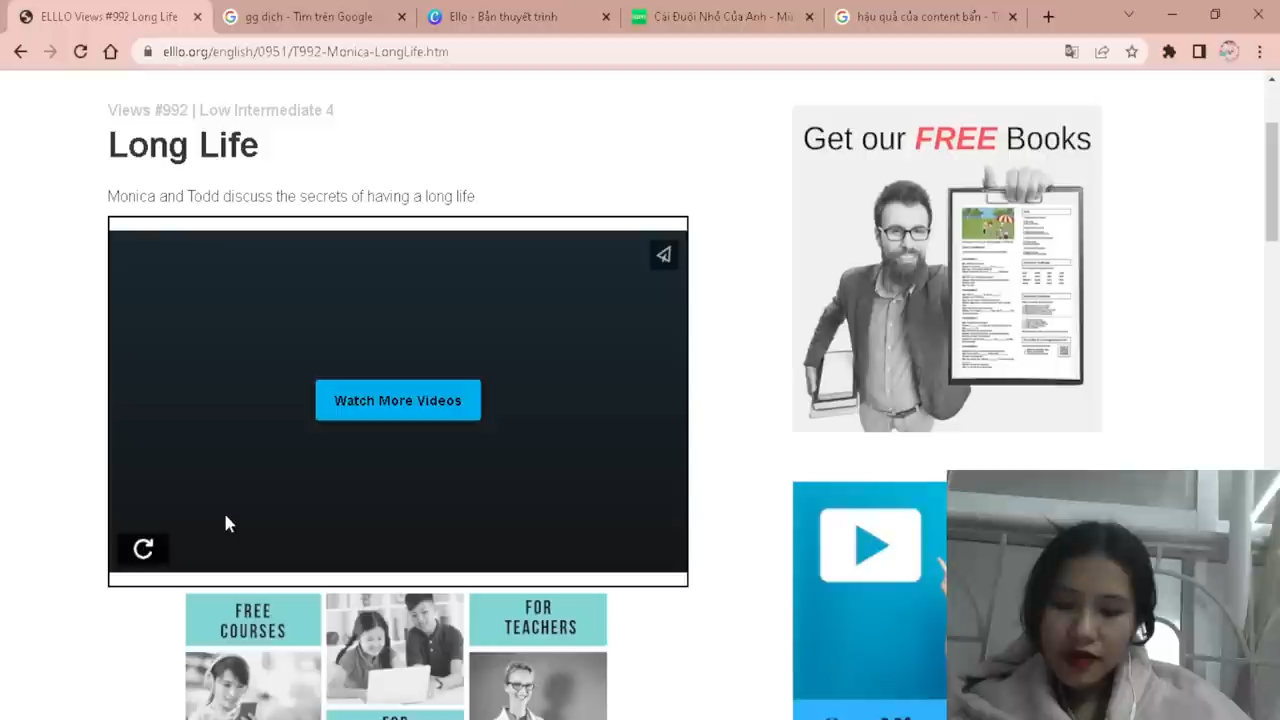 ELLLO Views #992 Long Life
gg dịch - Tìm trên Google
Ello - Bản thuyết trình
Cái Đuôi Nhỏ Của Anh - Mù
hậu quả của content bẩn - T
elllo.org/english/0951/T992-Monica-LongLife.htm
Views #992 | Low Intermediate 4
Long Life
Monica and Todd discuss the secrets of having a long life
Get our FREE Books
Watch More Videos
FREE
COURSES
FOR
TEACHERS
FOR